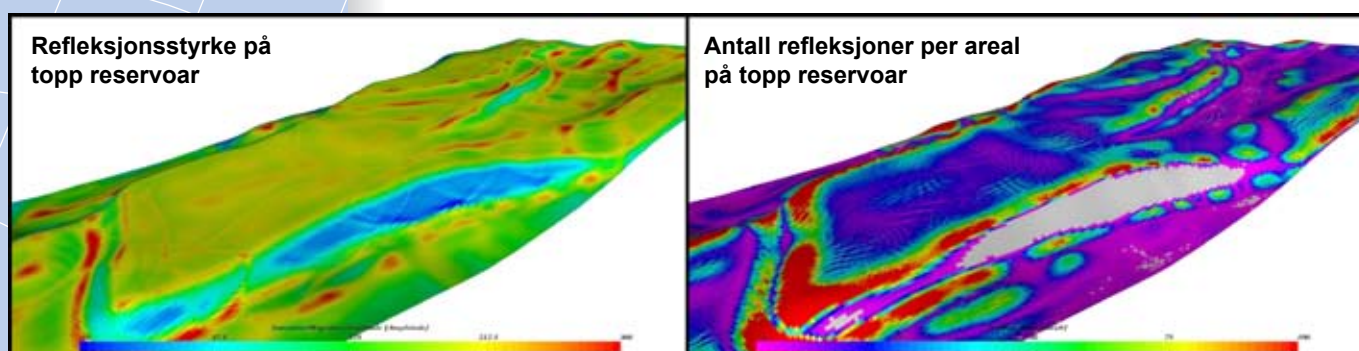 Refleksjonsstyrke på
topp reservoar
Antall refleksjoner per areal
på topp reservoar